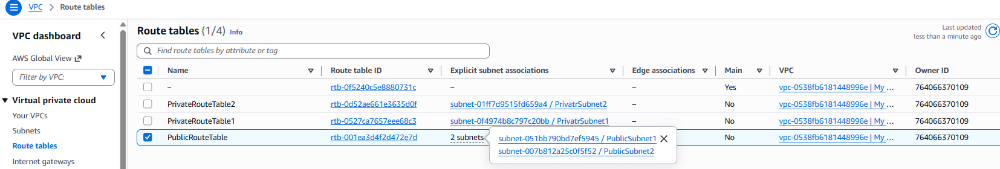 VPC > Route tables
VPC dashboard
AWS Global View
Filter by VPC:
Virtual private cloud
Your VPCs
Subnets
Route tables
Internet gateways
Route tables (1/4) Info
Last updated
less than a minute ago
Find route tables by attribute or tag
Name Route table ID Explicit subnet associations Edge associations Main VPC Owner ID
– rtb-0f5240c5e8880731c – – Yes vpc-0538fb6181448996e | My ... 764066370109
PrivateRouteTable2 rtb-0d52ae661e3635d0f subnet-01ff7d9515fd659a4 / PrivatrSubnet2 – No vpc-0538fb6181448996e | My ... 764066370109
PrivateRouteTable1 rtb-0527ca7657eee68c3 subnet-0f4974b8c797c20bb / PrivatrSubnet1 – No vpc-0538fb6181448996e | My ... 764066370109
PublicRouteTable rtb-001ea3d4f2d472e7d 2 subnets No vpc-0538fb6181448996e | My ... 764066370109
subnet-051bb790bd7ef5945 / PublicSubnet1
subnet-007b812a25c0f5f52 / PublicSubnet2